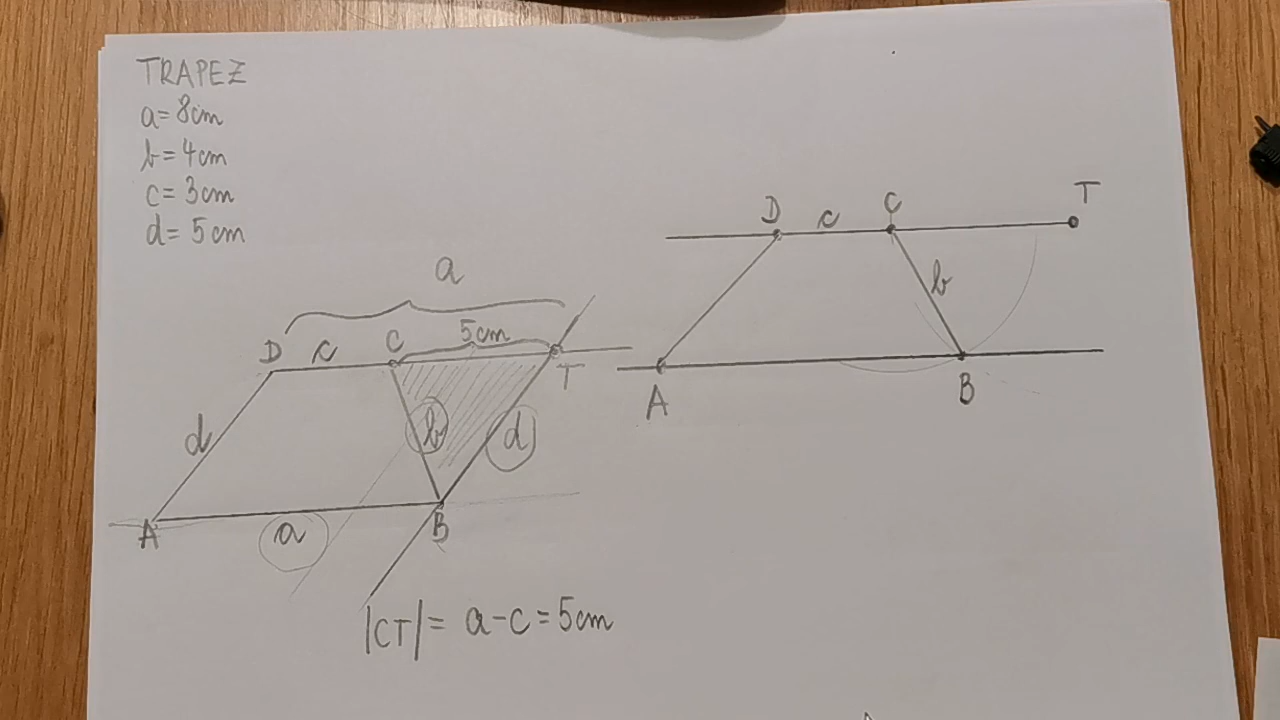 TRAPEZ
a=8cm
b=4cm
c=3cm
d=5cm
a
D c C 5cm T
d b d
A a B
|CT|= a-c=5cm
D c C T
b
A B